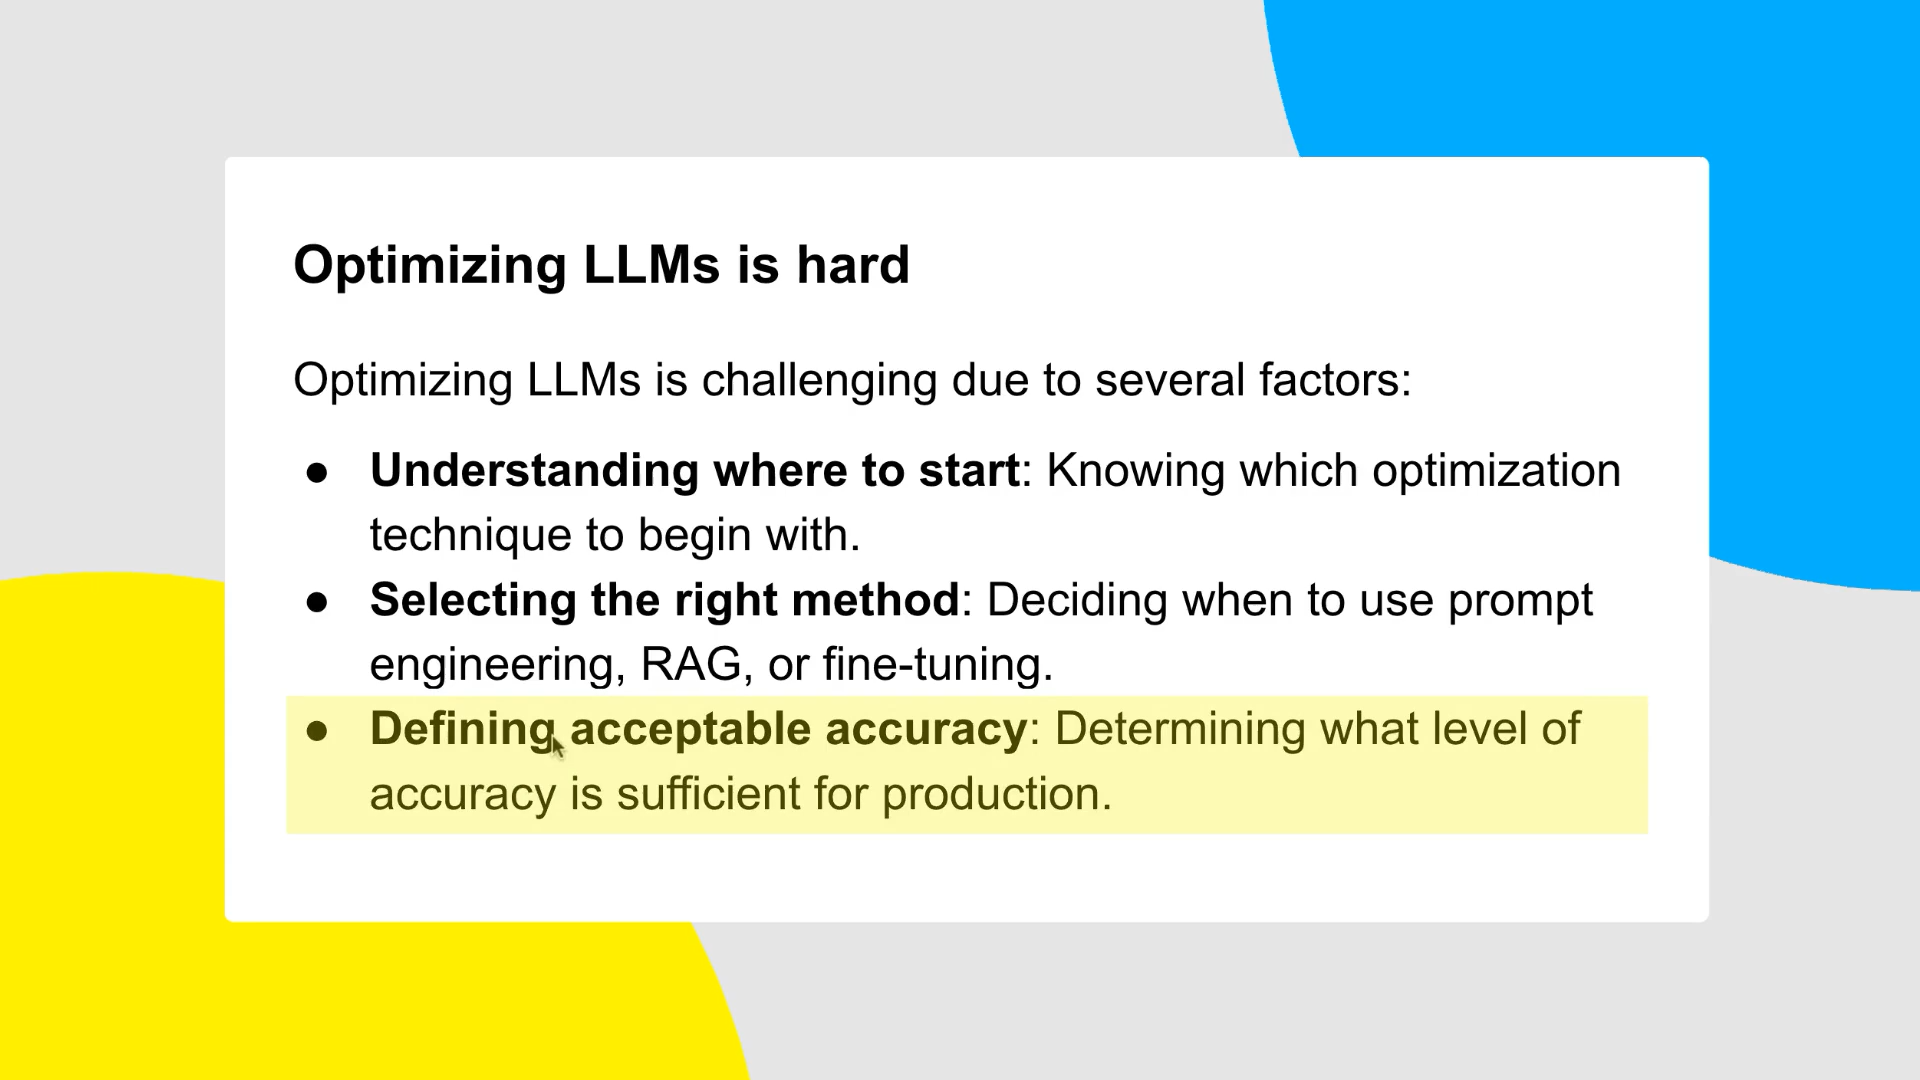 Optimizing LLMs is hard
Optimizing LLMs is challenging due to several factors:
● Understanding where to start: Knowing which optimization
technique to begin with.
● Selecting the right method: Deciding when to use prompt
engineering, RAG, or fine-tuning.
● Defining acceptable accuracy: Determining what level of
accuracy is sufficient for production.